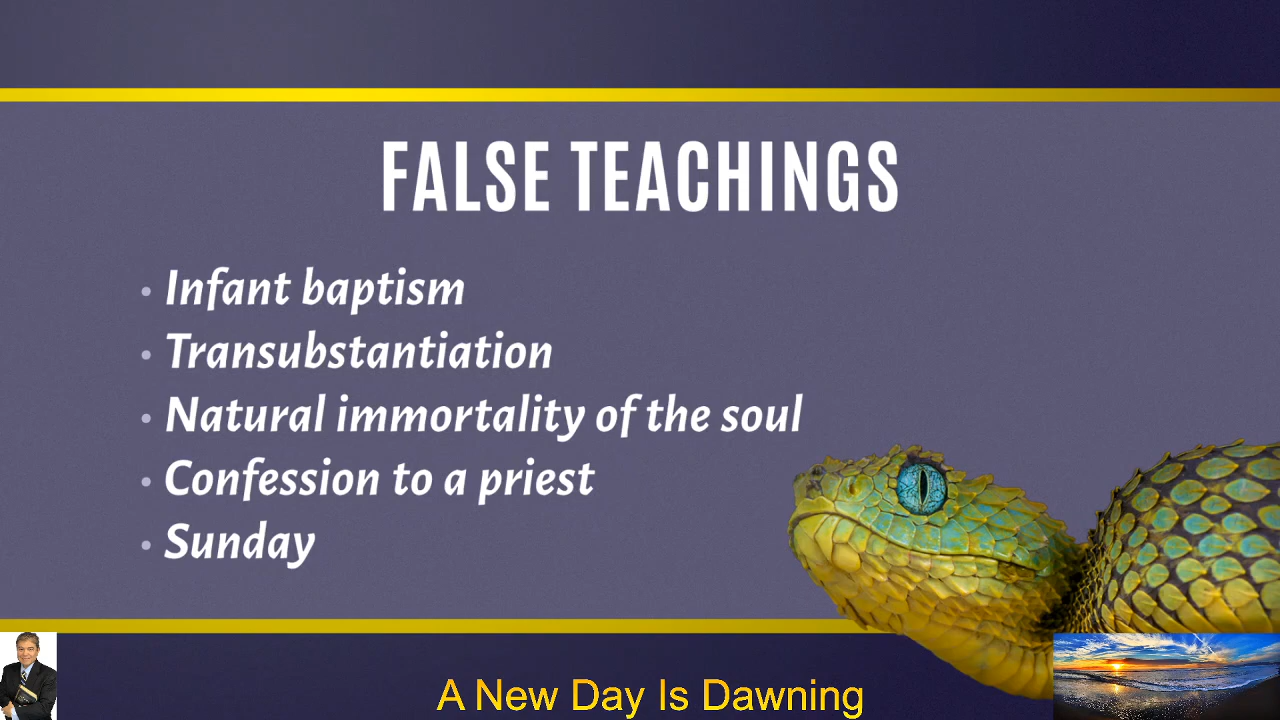 FALSE TEACHINGS
• Infant baptism
• Transubstantiation
• Natural immortality of the soul
• Confession to a priest
• Sunday
A New Day Is Dawning